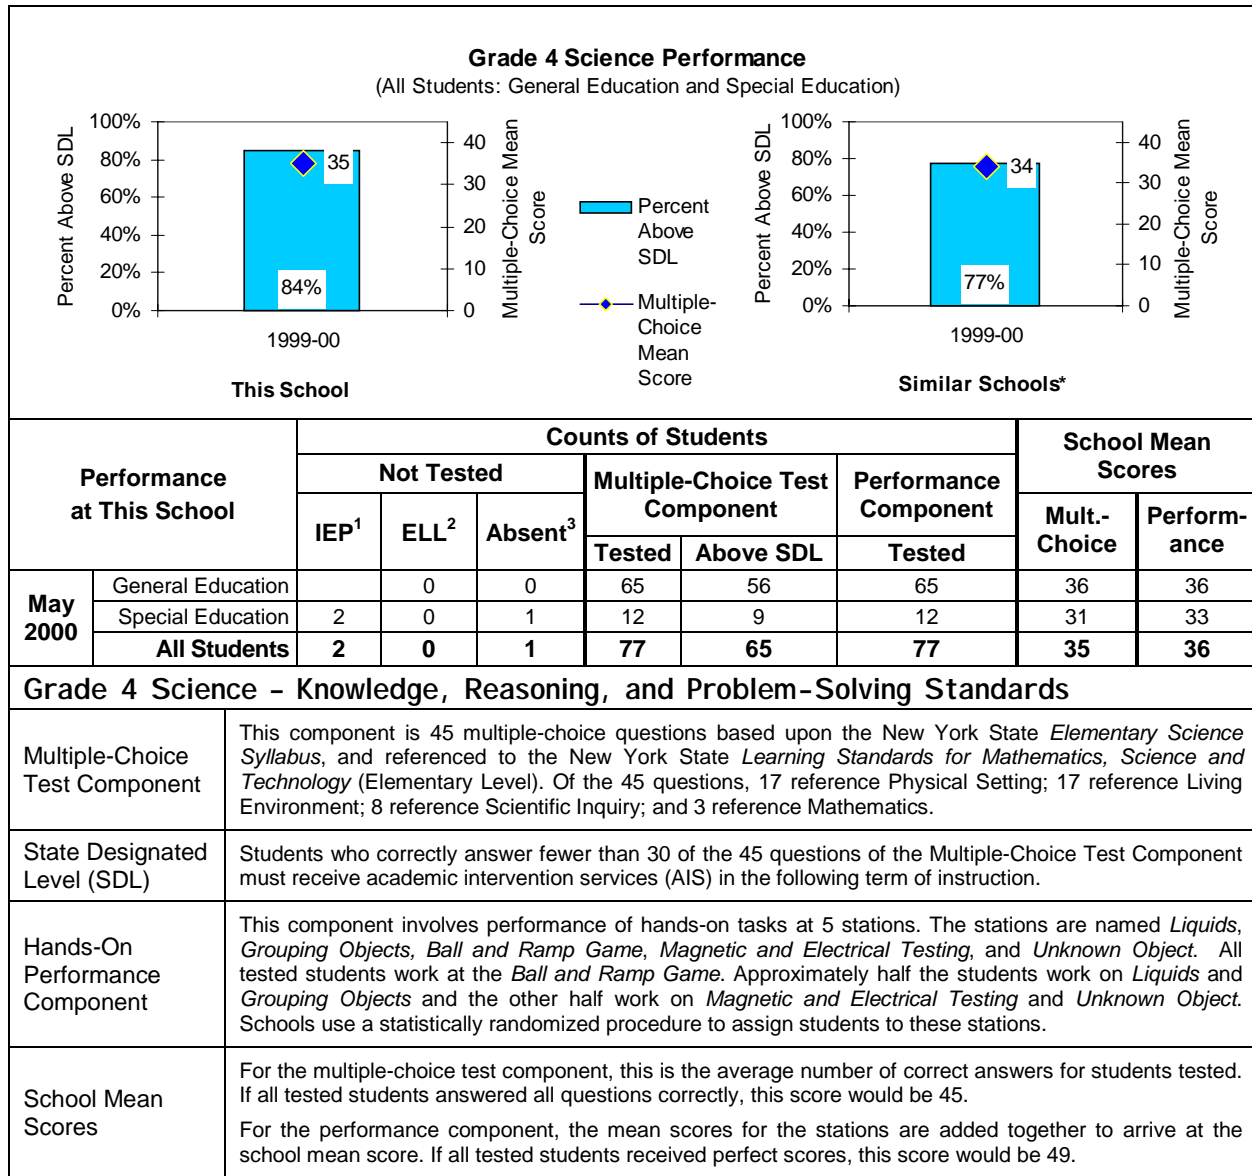 Grade 4 Science Performance
(All Students: General Education and Special Education)
Percent Above SDL
100%
80%
60%
40%
20%
0%
35
84%
1999-00
40
30
20
10
0
Multiple-Choice Mean
Score
This School
Percent
Above
SDL
Multiple-
Choice
Mean
Score
Percent Above SDL
100%
80%
60%
40%
20%
0%
34
77%
1999-00
40
30
20
10
0
Multiple-Choice Mean
Score
Similar Schools*
Performance
at This School
Counts of Students
School Mean
Scores
Not Tested
Multiple-Choice Test
Component
Performance
Component
IEP1 ELL2 Absent3
Tested Above SDL Tested
Mult.-
Choice
Perform-
ance
May
2000
General Education 0 0 65 56 65 36 36
Special Education 2 0 1 12 9 12 31 33
All Students 2 0 1 77 65 77 35 36
Grade 4 Science – Knowledge, Reasoning, and Problem-Solving Standards
Multiple-Choice
Test Component
This component is 45 multiple-choice questions based upon the New York State Elementary Science
Syllabus, and referenced to the New York State Learning Standards for Mathematics, Science and
Technology (Elementary Level). Of the 45 questions, 17 reference Physical Setting; 17 reference Living
Environment; 8 reference Scientific Inquiry; and 3 reference Mathematics.
State Designated
Level (SDL)
Students who correctly answer fewer than 30 of the 45 questions of the Multiple-Choice Test Component
must receive academic intervention services (AIS) in the following term of instruction.
Hands-On
Performance
Component
This component involves performance of hands-on tasks at 5 stations. The stations are named Liquids,
Grouping Objects, Ball and Ramp Game, Magnetic and Electrical Testing, and Unknown Object. All
tested students work at the Ball and Ramp Game. Approximately half the students work on Liquids and
Grouping Objects and the other half work on Magnetic and Electrical Testing and Unknown Object.
Schools use a statistically randomized procedure to assign students to these stations.
School Mean
Scores
For the multiple-choice test component, this is the average number of correct answers for students tested.
If all tested students answered all questions correctly, this score would be 45.
For the performance component, the mean scores for the stations are added together to arrive at the
school mean score. If all tested students received perfect scores, this score would be 49.